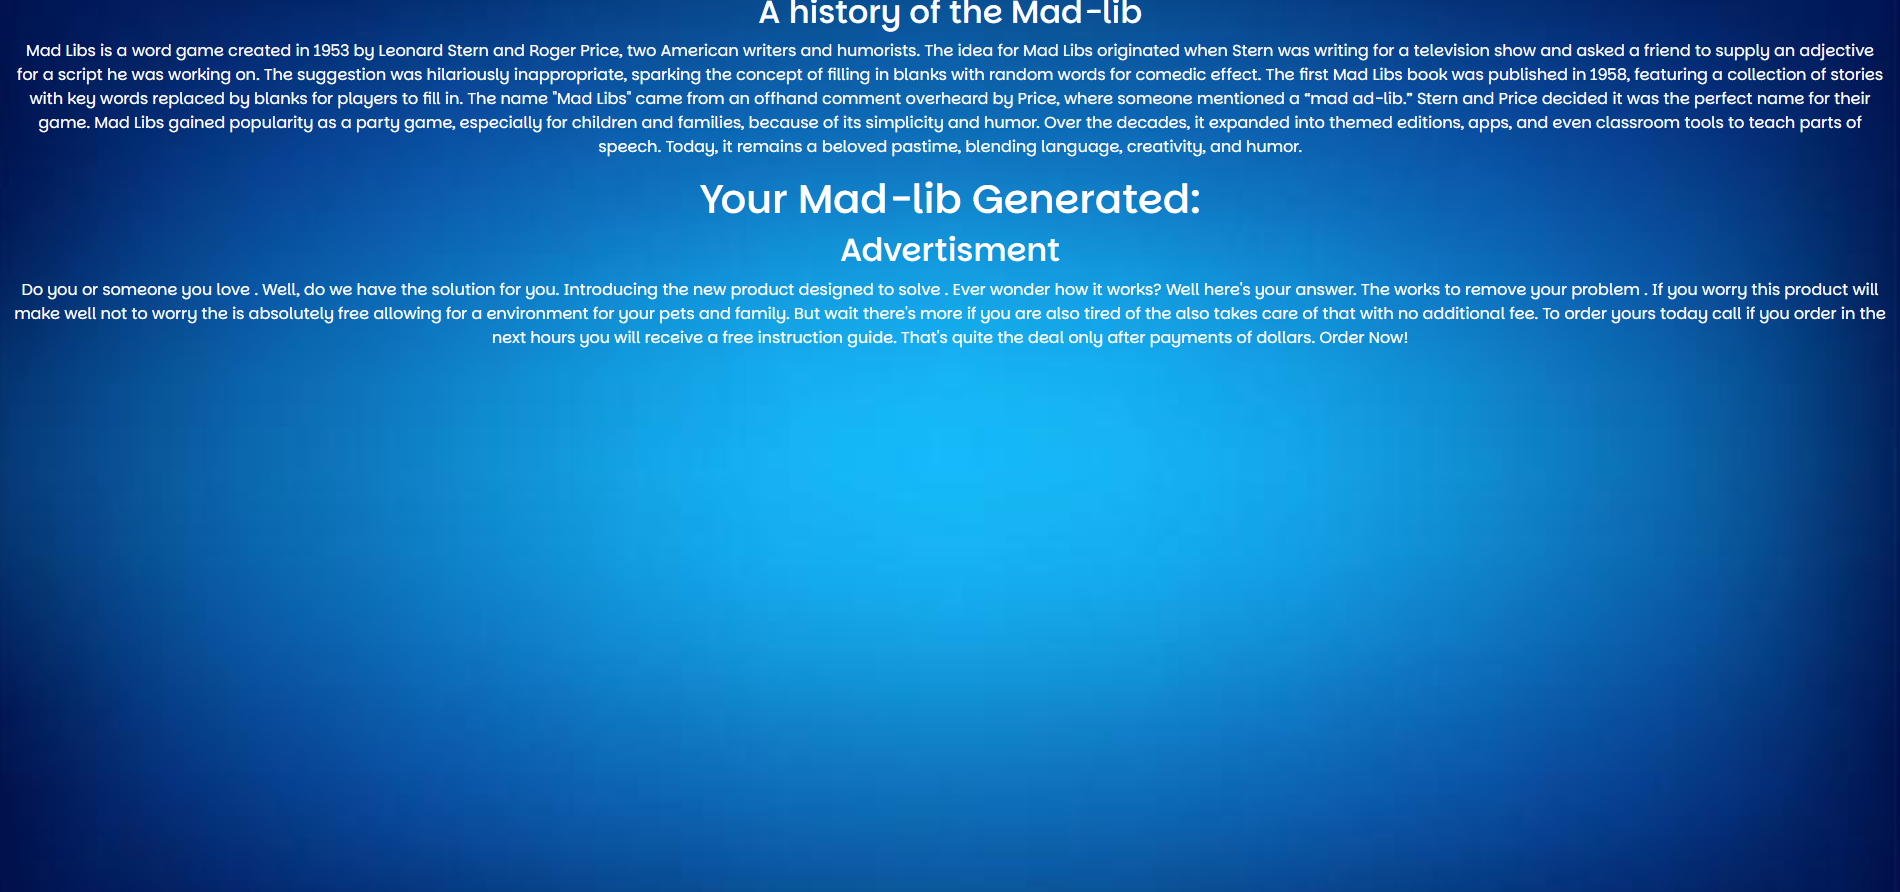 A history of the Mad-lib
Mad Libs is a word game created in 1953 by Leonard Stern and Roger Price, two American writers and humorists. The idea for Mad Libs originated when Stern was writing for a television show and asked a friend to supply an adjective
for a script he was working on. The suggestion was hilariously inappropriate, sparking the concept of filling in blanks with random words for comedic effect. The first Mad Libs book was published in 1958, featuring a collection of stories
with key words replaced by blanks for players to fill in. The name "Mad Libs" came from an offhand comment overheard by Price, where someone mentioned a “mad ad-lib.” Stern and Price decided it was the perfect name for their
game. Mad Libs gained popularity as a party game, especially for children and families, because of its simplicity and humor. Over the decades, it expanded into themed editions, apps, and even classroom tools to teach parts of
speech. Today, it remains a beloved pastime, blending language, creativity, and humor.
Your Mad-lib Generated:
Advertisment
Do you or someone you love . Well, do we have the solution for you. Introducing the new product designed to solve . Ever wonder how it works? Well here's your answer. The works to remove your problem . If you worry this product will
make well not to worry the is absolutely free allowing for a environment for your pets and family. But wait there's more if you are also tired of the also takes care of that with no additional fee. To order yours today call if you order in the
next hours you will receive a free instruction guide. That's quite the deal only after payments of dollars. Order Now!